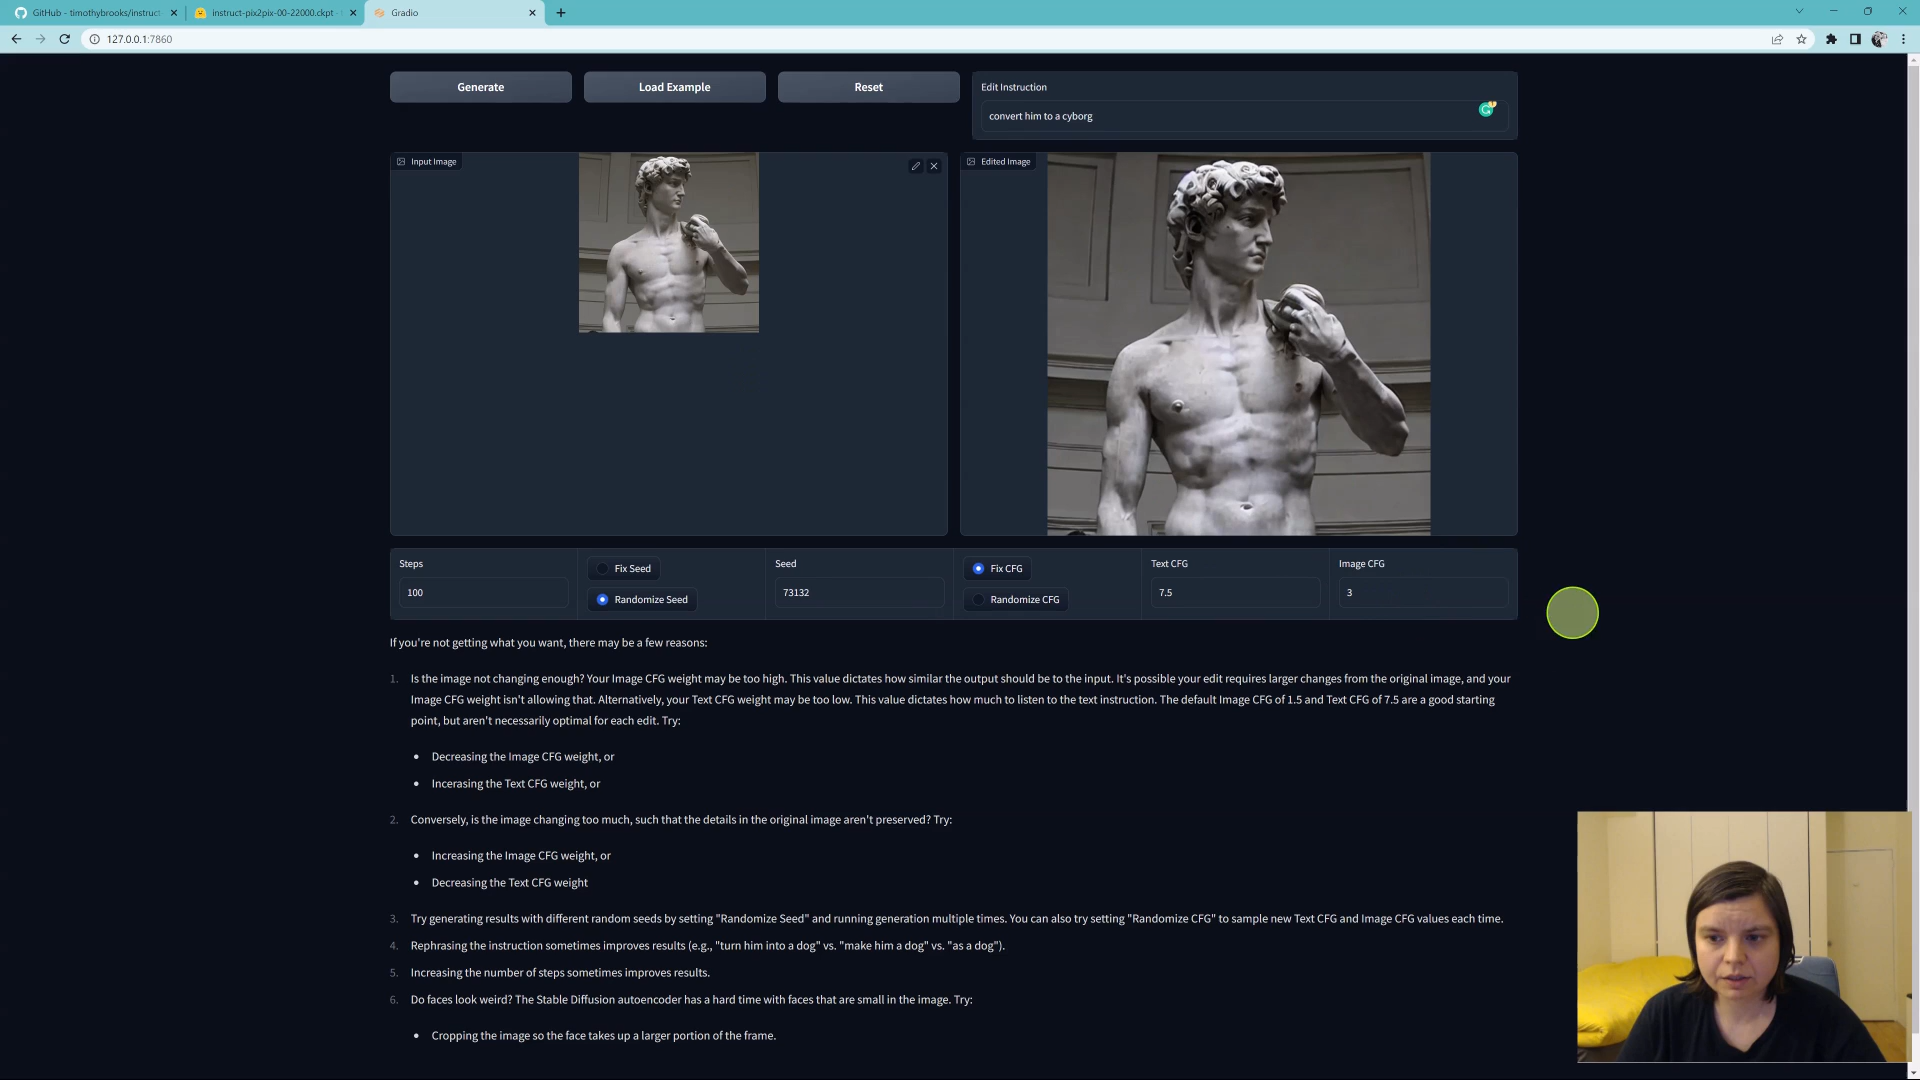 GitHub - timothybrooks/instruct
instruct-pix2pix-00-22000.ckpt -
Gradio
127.0.0.1:7860
Generate
Load Example
Reset
Edit Instruction
convert him to a cyborg
Input Image
Edited Image
Steps
100
Fix Seed
Randomize Seed
Seed
73132
Fix CFG
Randomize CFG
Text CFG
7.5
Image CFG
3
If you're not getting what you want, there may be a few reasons:
1. Is the image not changing enough? Your Image CFG weight may be too high. This value dictates how similar the output should be to the input. It's possible your edit requires larger changes from the original image, and your
Image CFG weight isn't allowing that. Alternatively, your Text CFG weight may be too low. This value dictates how much to listen to the text instruction. The default Image CFG of 1.5 and Text CFG of 7.5 are a good starting
point, but aren't necessarily optimal for each edit. Try:
• Decreasing the Image CFG weight, or
• Incerasing the Text CFG weight, or
2. Conversely, is the image changing too much, such that the details in the original image aren't preserved? Try:
• Increasing the Image CFG weight, or
• Decreasing the Text CFG weight
3. Try generating results with different random seeds by setting "Randomize Seed" and running generation multiple times. You can also try setting "Randomize CFG" to sample new Text CFG and Image CFG values each time.
4. Rephrasing the instruction sometimes improves results (e.g., "turn him into a dog" vs. "make him a dog" vs. "as a dog").
5. Increasing the number of steps sometimes improves results.
6. Do faces look weird? The Stable Diffusion autoencoder has a hard time with faces that are small in the image. Try:
• Cropping the image so the face takes up a larger portion of the frame.